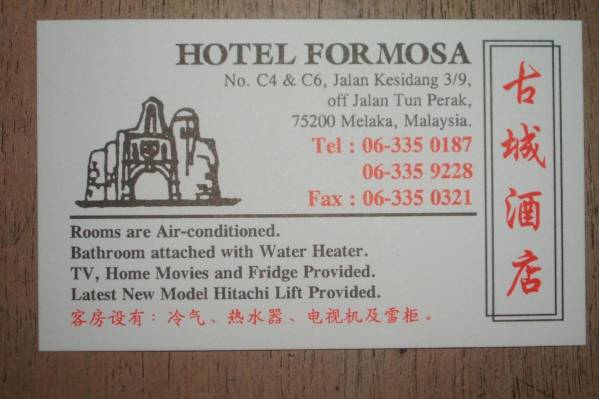 HOTEL FORMOSA
No. C4 & C6, Jalan Kesidang 3/9,
off Jalan Tun Perak,
75200 Melaka, Malaysia.
Tel : 06-335 0187
06-335 9228
Fax : 06-335 0321
古城酒店
Rooms are Air-conditioned.
Bathroom attached with Water Heater.
TV, Home Movies and Fridge Provided.
Latest New Model Hitachi Lift Provided.
客房设有：冷气、热水器、电视机及雪柜。